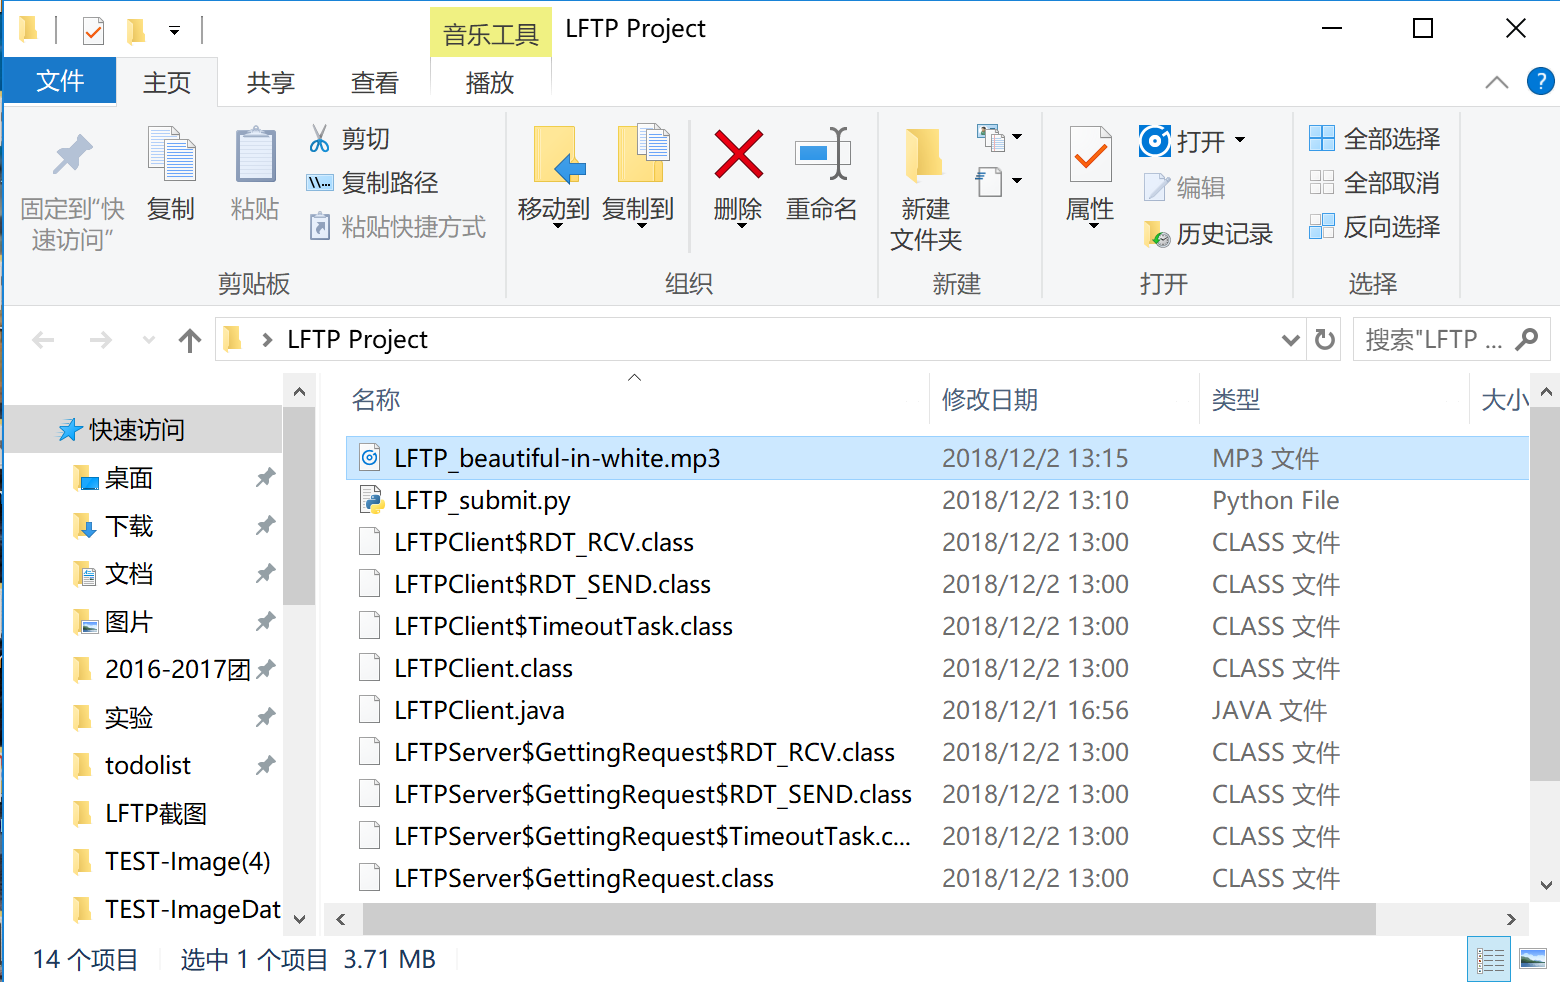 音乐工具
LFTP Project
文件
主页
共享
查看
播放
固定到“快
速访问”
复制
粘贴
剪切
复制路径
粘贴快捷方式
剪贴板
移动到
复制到
删除
重命名
组织
新建
文件夹
新建
属性
打开
编辑
历史记录
打开
全部选择
全部取消
反向选择
选择
LFTP Project
搜索"LFTP ...
快速访问
桌面
下载
文档
图片
2016-2017团
实验
todolist
LFTP截图
TEST-Image(4)
TEST-ImageDat
名称 修改日期 类型 大小
LFTP_beautiful-in-white.mp3 2018/12/2 13:15 MP3 文件
LFTP_submit.py 2018/12/2 13:10 Python File
LFTPClient$RDT_RCV.class 2018/12/2 13:00 CLASS 文件
LFTPClient$RDT_SEND.class 2018/12/2 13:00 CLASS 文件
LFTPClient$TimeoutTask.class 2018/12/2 13:00 CLASS 文件
LFTPClient.class 2018/12/2 13:00 CLASS 文件
LFTPClient.java 2018/12/1 16:56 JAVA 文件
LFTPServer$GettingRequest$RDT_RCV.class 2018/12/2 13:00 CLASS 文件
LFTPServer$GettingRequest$RDT_SEND.class 2018/12/2 13:00 CLASS 文件
LFTPServer$GettingRequest$TimeoutTask.c... 2018/12/2 13:00 CLASS 文件
LFTPServer$GettingRequest.class 2018/12/2 13:00 CLASS 文件
14 个项目 选中 1 个项目 3.71 MB